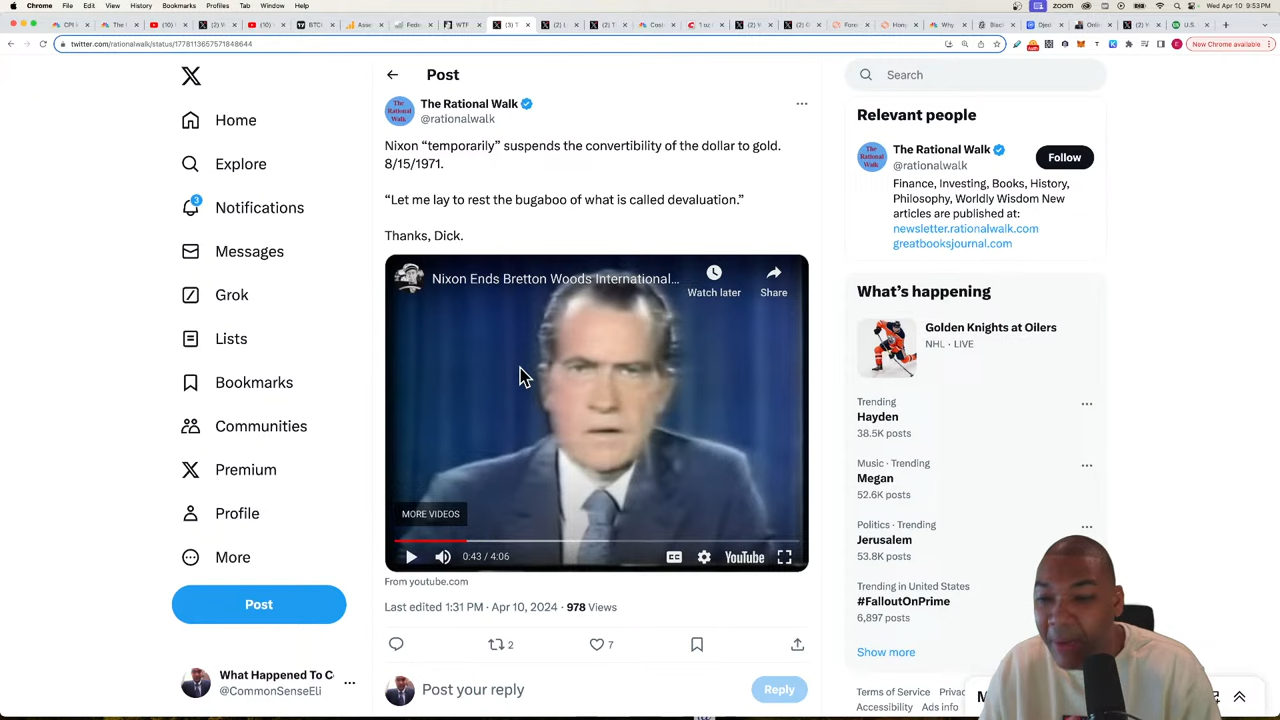 Chrome File Edit View History Bookmarks Profiles Tab Window Help
zoom
Wed Apr 10 9:53PM
twitter.com/rationalwalk/status/1778113657571848644
New Chrome available
Home
Explore
3
Notifications
Messages
Grok
Lists
Bookmarks
Communities
Premium
Profile
More
Post
What Happened To C
@CommonSenseEli
Post
The Rational Walk
@rationalwalk
Nixon “temporarily” suspends the convertibility of the dollar to gold.
8/15/1971.
“Let me lay to rest the bugaboo of what is called devaluation.”
Thanks, Dick.
Nixon Ends Bretton Woods International...
Watch later
Share
MORE VIDEOS
0:43 / 4:06
YouTube
From youtube.com
Last edited 1:31 PM · Apr 10, 2024 · 978 Views
2
7
Post your reply
Reply
Search
Relevant people
The Rational Walk
@rationalwalk
Follow
Finance, Investing, Books, History,
Philosophy, Worldly Wisdom New
articles are published at:
newsletter.rationalwalk.com
greatbooksjournal.com
What’s happening
Golden Knights at Oilers
NHL · LIVE
Trending
Hayden
38.5K posts
Music · Trending
Megan
52.6K posts
Politics · Trending
Jerusalem
53.8K posts
Trending in United States
#FalloutOnPrime
6,897 posts
Show more
Terms of Service
Accessibility Ads info